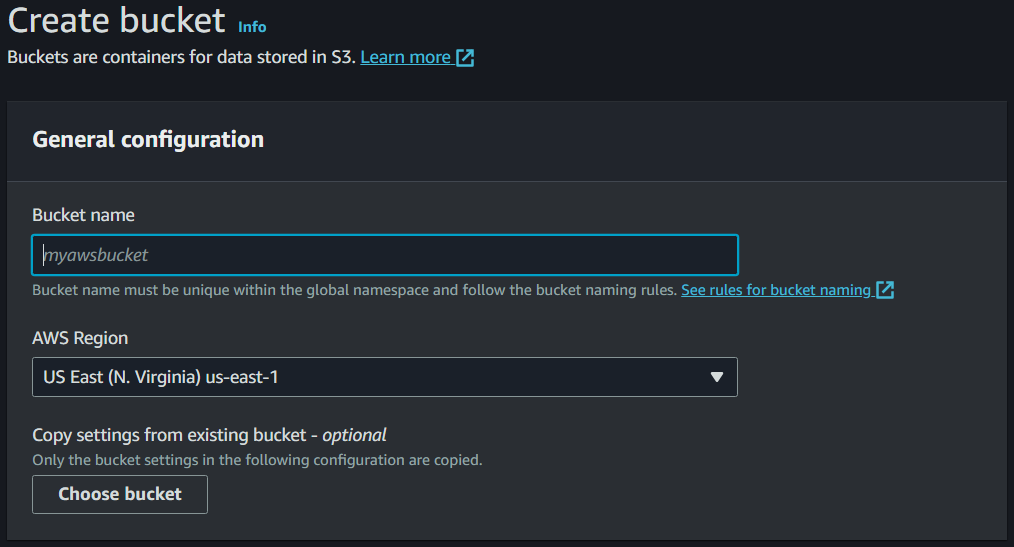 Create bucket Info
Buckets are containers for data stored in S3. Learn more
General configuration
Bucket name
myawsbucket
Bucket name must be unique within the global namespace and follow the bucket naming rules. See rules for bucket naming
AWS Region
US East (N. Virginia) us-east-1
Copy settings from existing bucket - optional
Only the bucket settings in the following configuration are copied.
Choose bucket